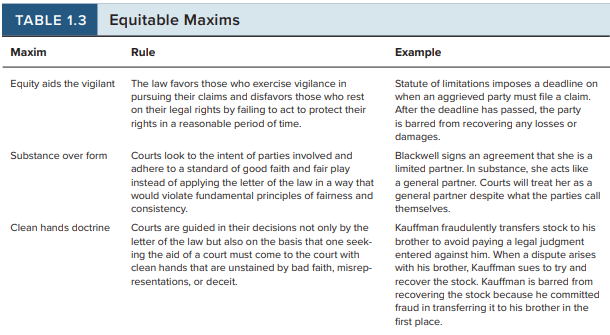 TABLE 1.3 Equitable Maxims
Maxim Rule Example
Equity aids the vigilant The law favors those who exercise vigilance in Statute of limitations imposes a deadline on
pursuing their claims and disfavors those who rest when an aggrieved party must file a claim.
on their legal rights by failing to act to protect their After the deadline has passed, the party
rights in a reasonable period of time. is barred from recovering any losses or
damages.
Substance over form Courts look to the intent of parties involved and Blackwell signs an agreement that she is a
adhere to a standard of good faith and fair play limited partner. In substance, she acts like
instead of applying the letter of the law in a way that a general partner. Courts will treat her as a
would violate fundamental principles of fairness and general partner despite what the parties call
consistency. themselves.
Clean hands doctrine Courts are guided in their decisions not only by the Kauffman fraudulently transfers stock to his
letter of the law but also on the basis that one seek- brother to avoid paying a legal judgment
ing the aid of a court must come to the court with entered against him. When a dispute arises
clean hands that are unstained by bad faith, misrep- with his brother, Kauffman sues to try and
resentations, or deceit. recover the stock. Kauffman is barred from
recovering the stock because he committed
fraud in transferring it to his brother in the
first place.